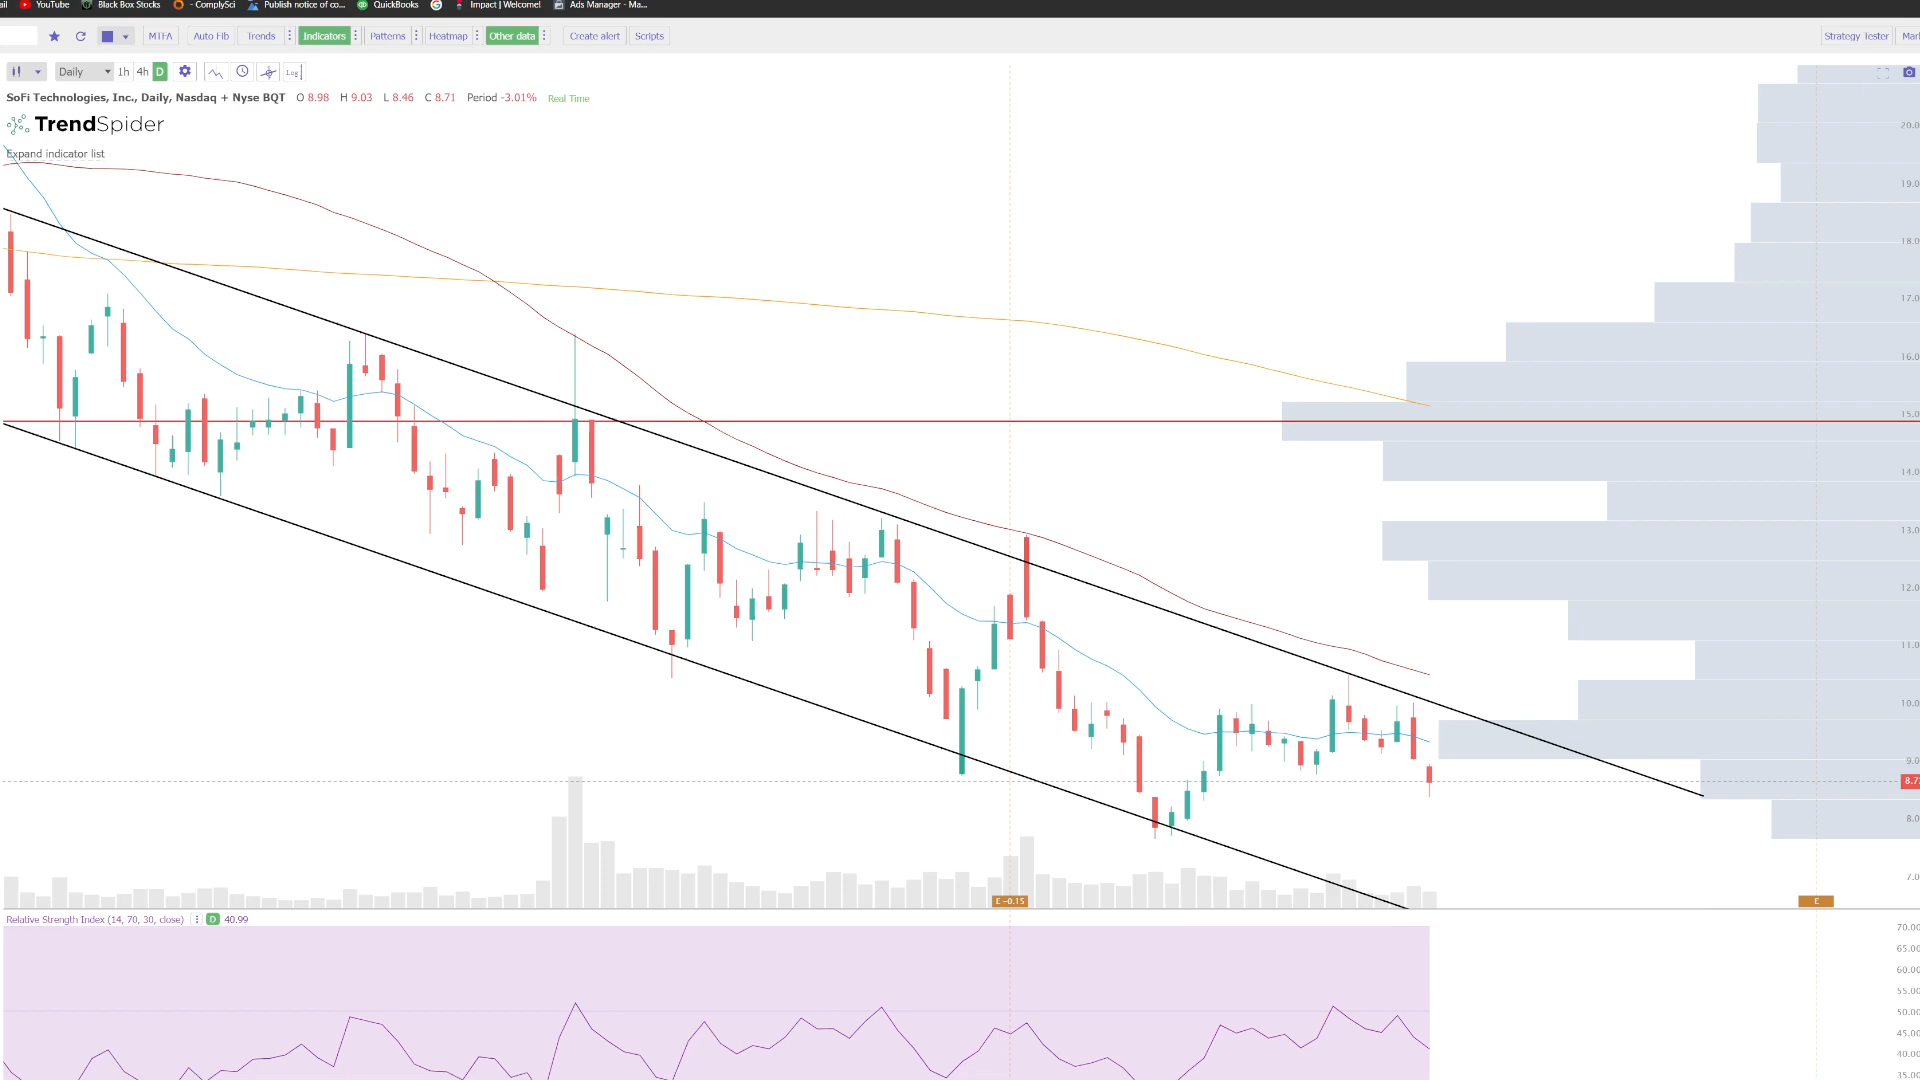 ail YouTube Black Box Stocks - ComplySci Publish notice of co... QuickBooks Impact | Welcome! Ads Manager - Ma...
MTFA Auto Fib Trends Indicators Patterns Heatmap Other data Create alert Scripts Strategy Tester Mar
Daily 1h 4h D Log
SoFi Technologies, Inc., Daily, Nasdaq + Nyse BQT O 8.98 H 9.03 L 8.46 C 8.71 Period -3.01% Real Time
TrendSpider
Expand indicator list
20.0
19.0
18.0
17.0
16.0
15.0
14.0
13.0
12.0
11.0
10.0
9.0
8.7
8.0
7.0
E -0.15 E
Relative Strength Index (14, 70, 30, close) D 40.99
70.00
65.00
60.00
55.00
50.00
45.00
40.00
35.00